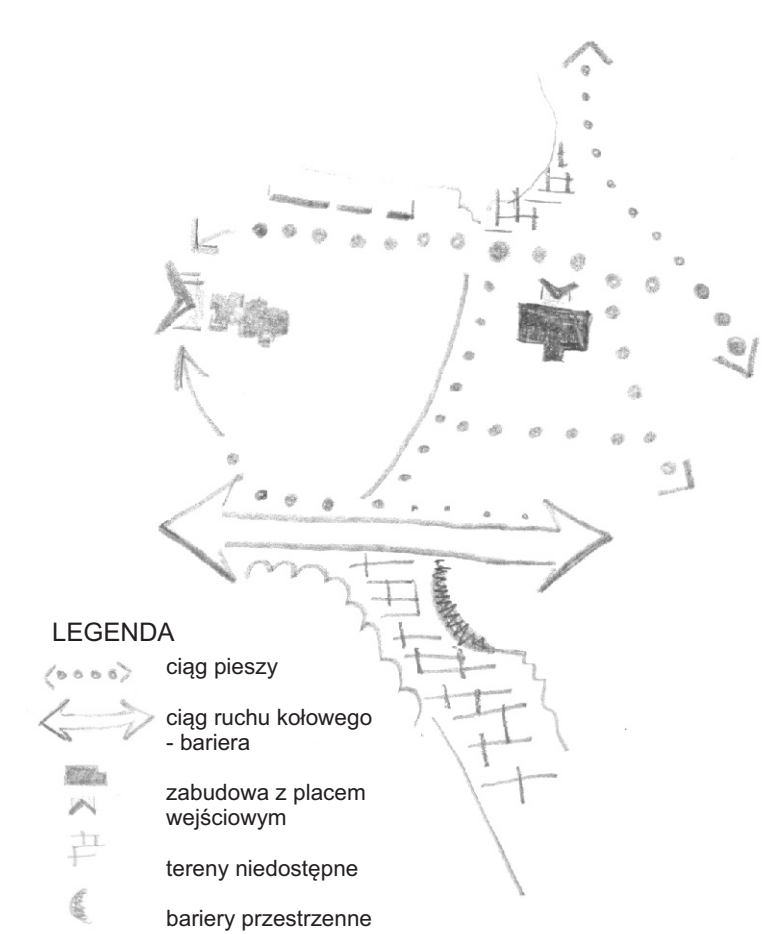 LEGENDA
ciąg pieszy
ciąg ruchu kołowego
- bariera
zabudowa z placem
wejściowym
tereny niedostępne
bariery przestrzenne